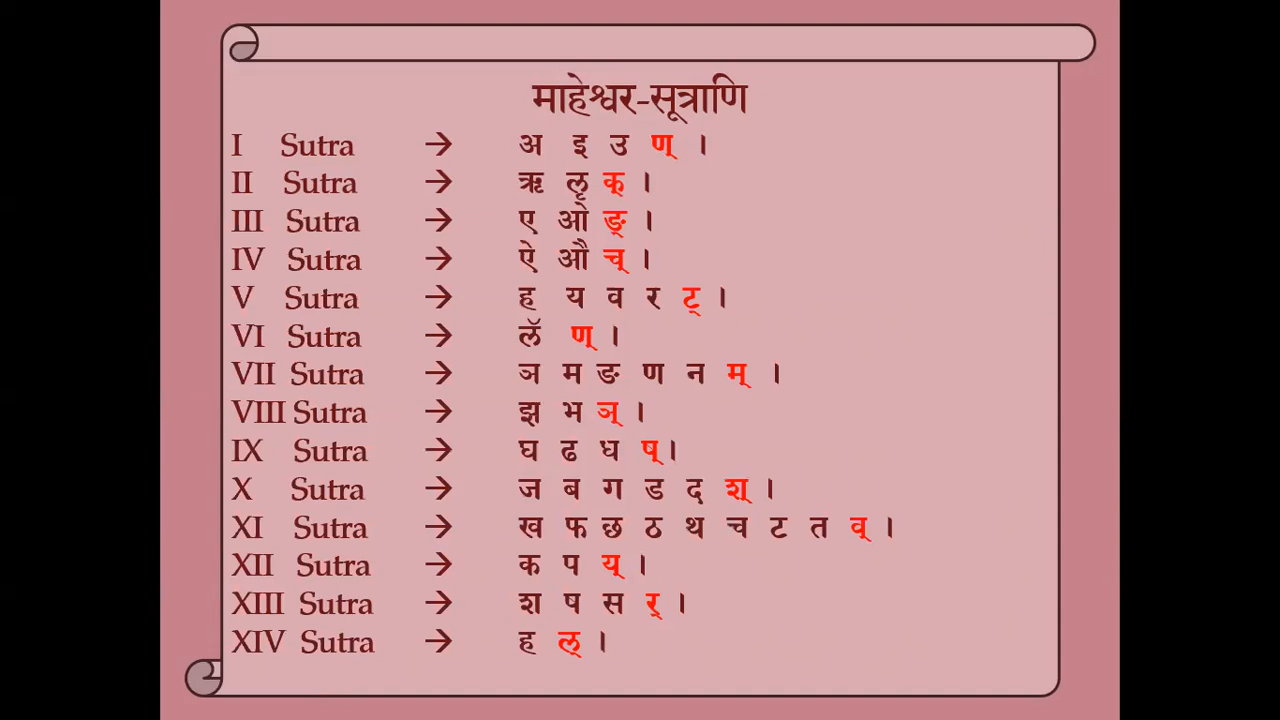 माहेश्वर-सूत्राणि
I Sutra → अ इ उ ण् ।
II Sutra → ऋ लृ क् ।
III Sutra → ए ओ ङ् ।
IV Sutra → ऐ औ च् ।
V Sutra → ह य व र ट् ।
VI Sutra → लँ ण् ।
VII Sutra → ञ म ङ ण न म् ।
VIII Sutra → झ भ ञ् ।
IX Sutra → घ ढ ध ष् ।
X Sutra → ज ब ग ड द श् ।
XI Sutra → ख फ छ ठ थ च ट त व् ।
XII Sutra → क प य् ।
XIII Sutra → श ष स र् ।
XIV Sutra → ह ल् ।